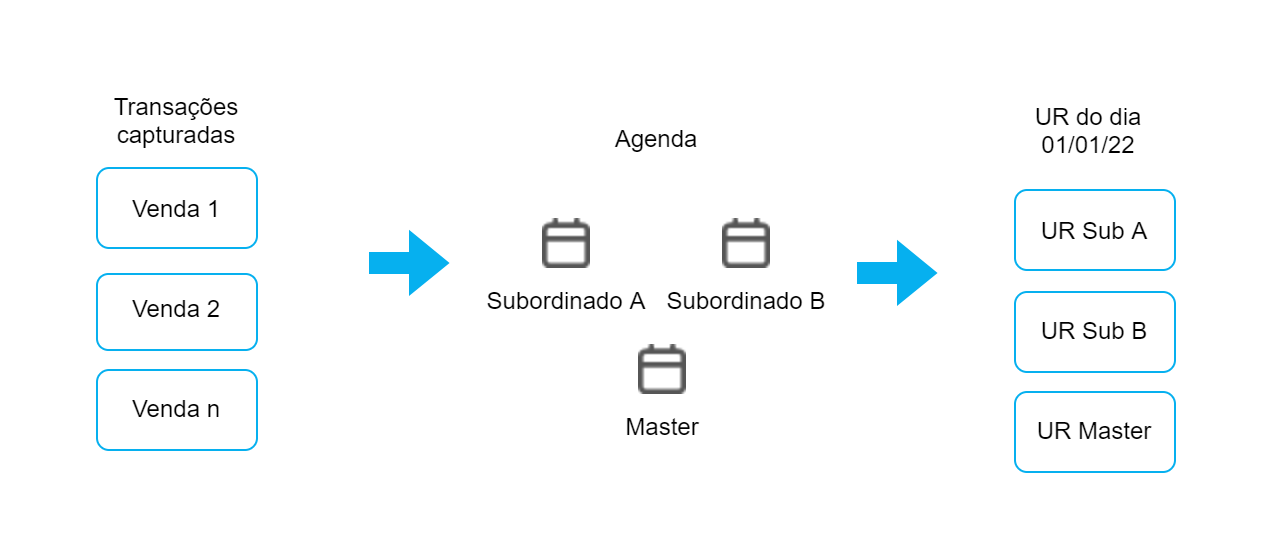 Transações
capturadas
Venda 1
Venda 2
Venda n
Agenda
Subordinado A
Subordinado B
Master
UR do dia
01/01/22
UR Sub A
UR Sub B
UR Master